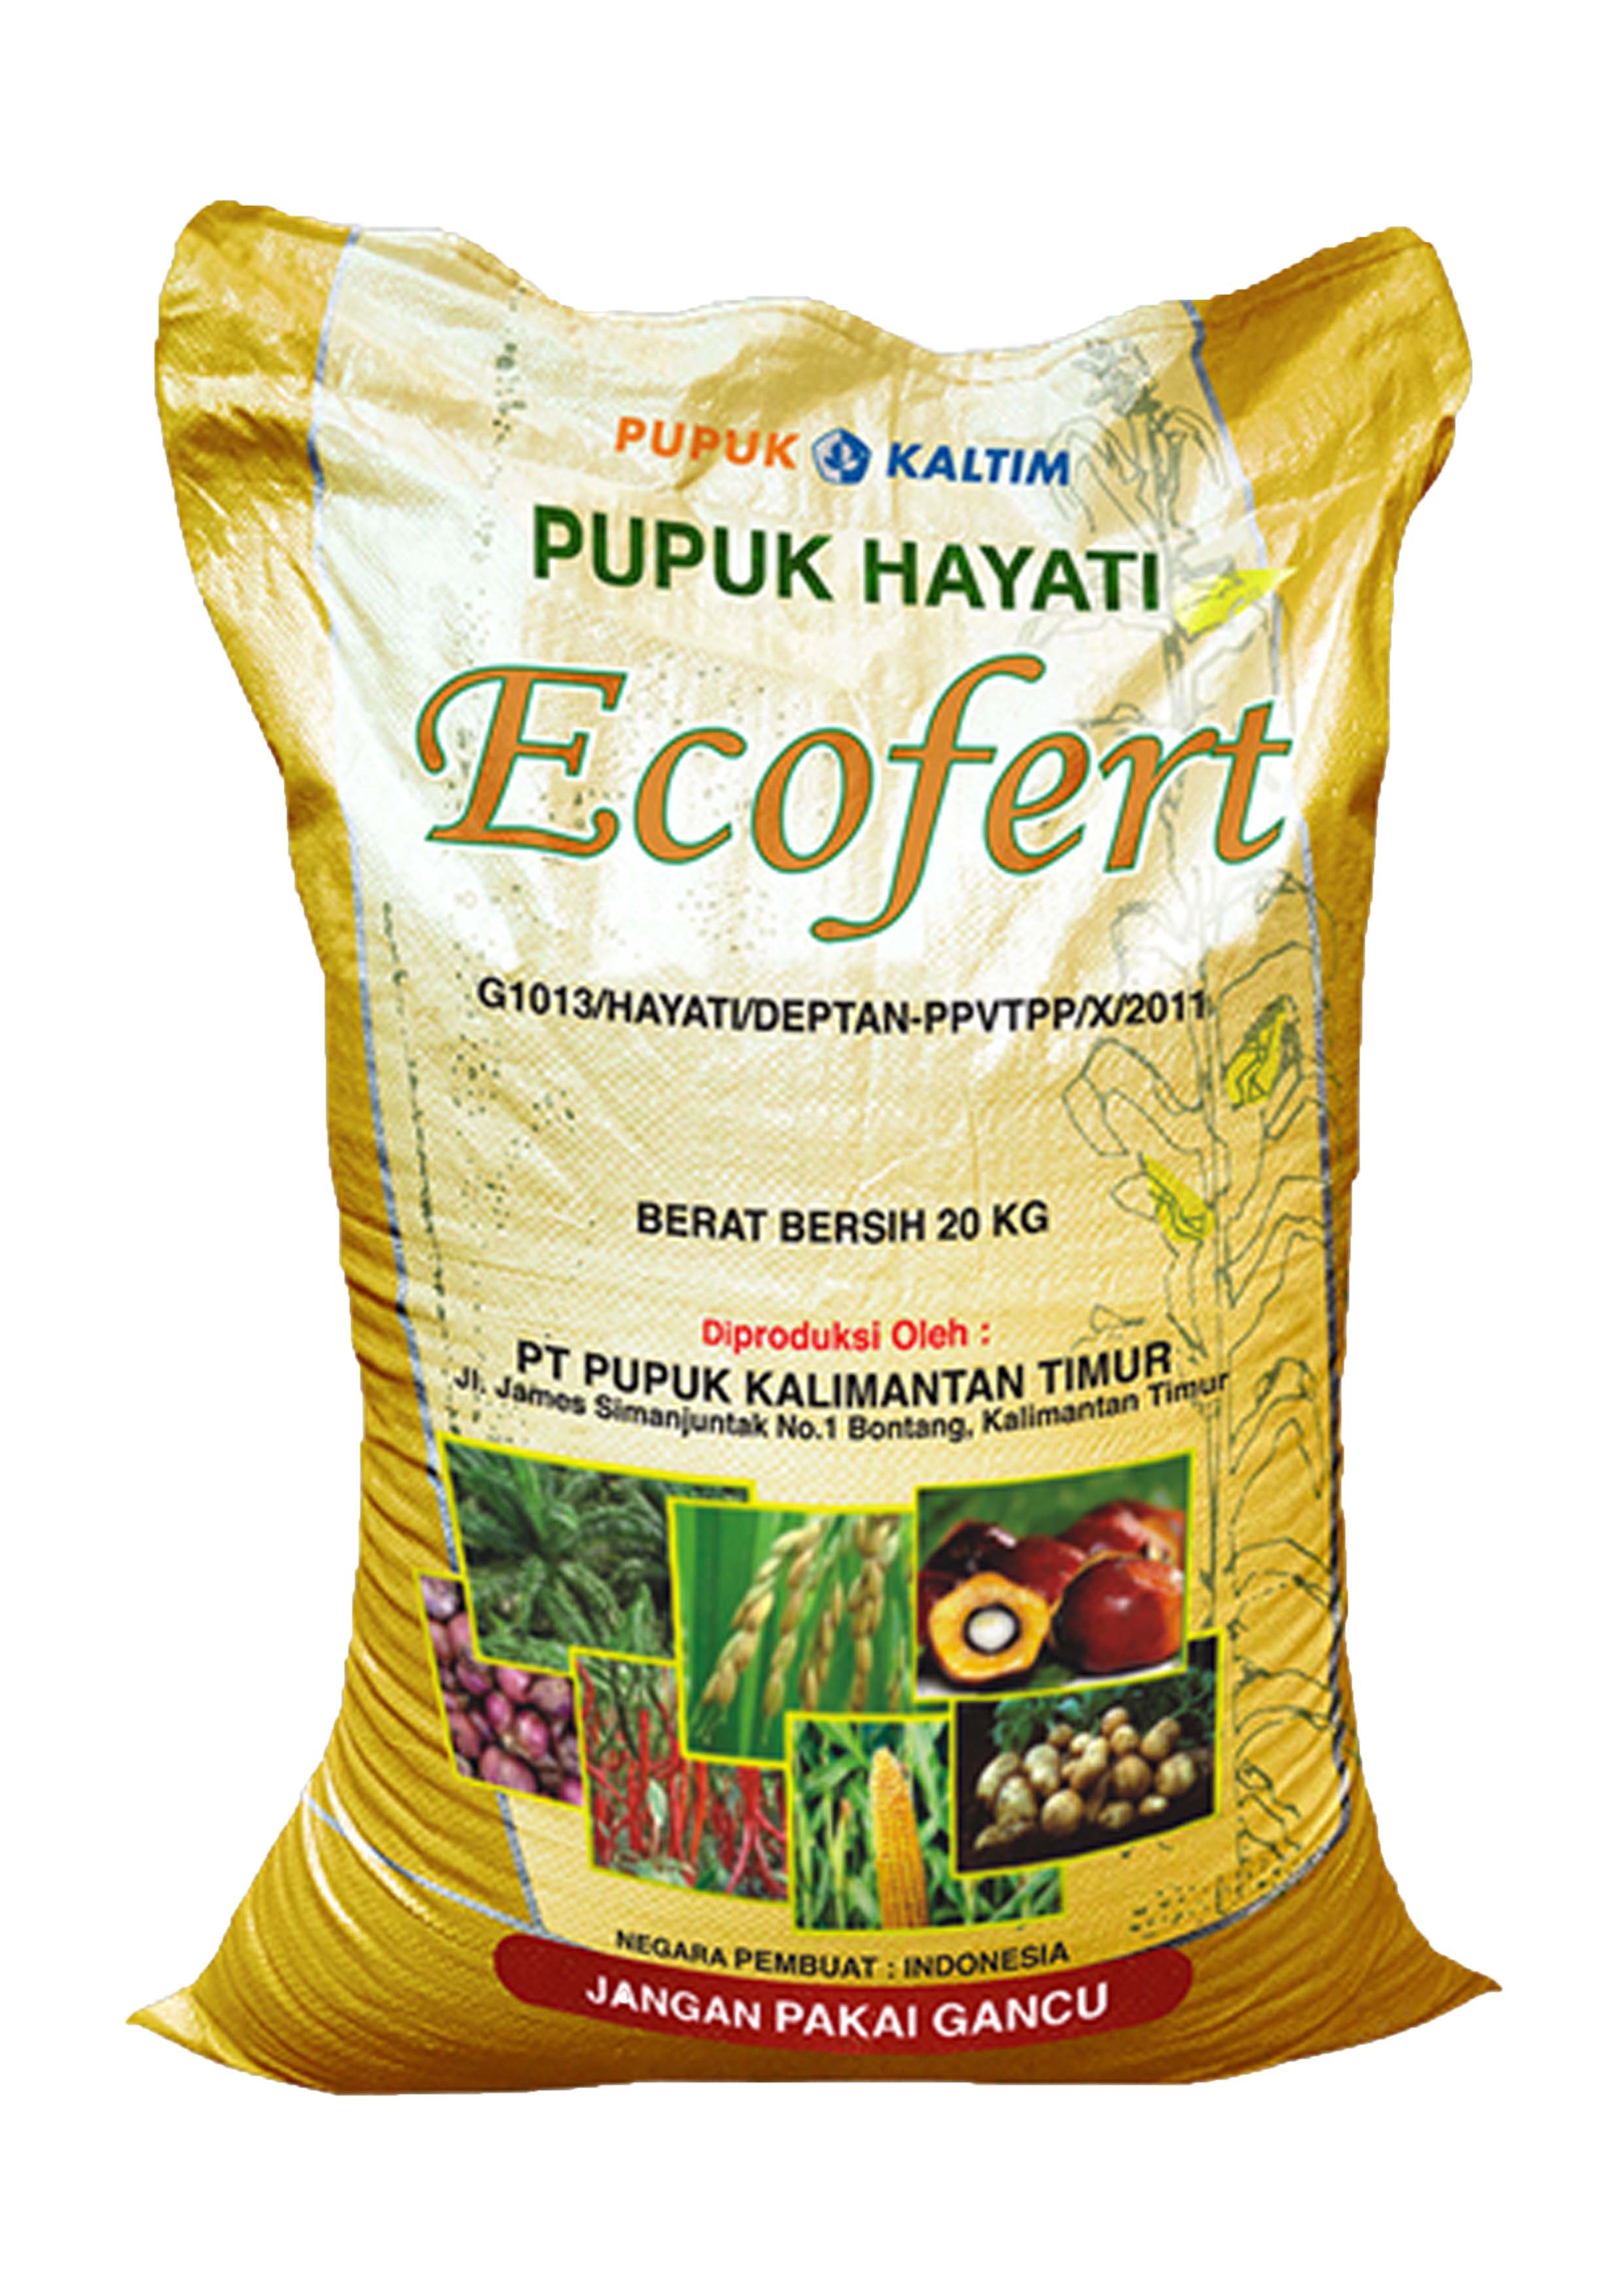 PUPUK KALTIM
PUPUK HAYATI
Ecofert
G1013/HAYATI/DEPTAN-PPVTPP/X/2011
BERAT BERSIH 20 KG
Diproduksi Oleh :
PT PUPUK KALIMANTAN TIMUR
Jl. James Simanjuntak No.1 Bontang, Kalimantan Timur
NEGARA PEMBUAT : INDONESIA
JANGAN PAKAI GANCU